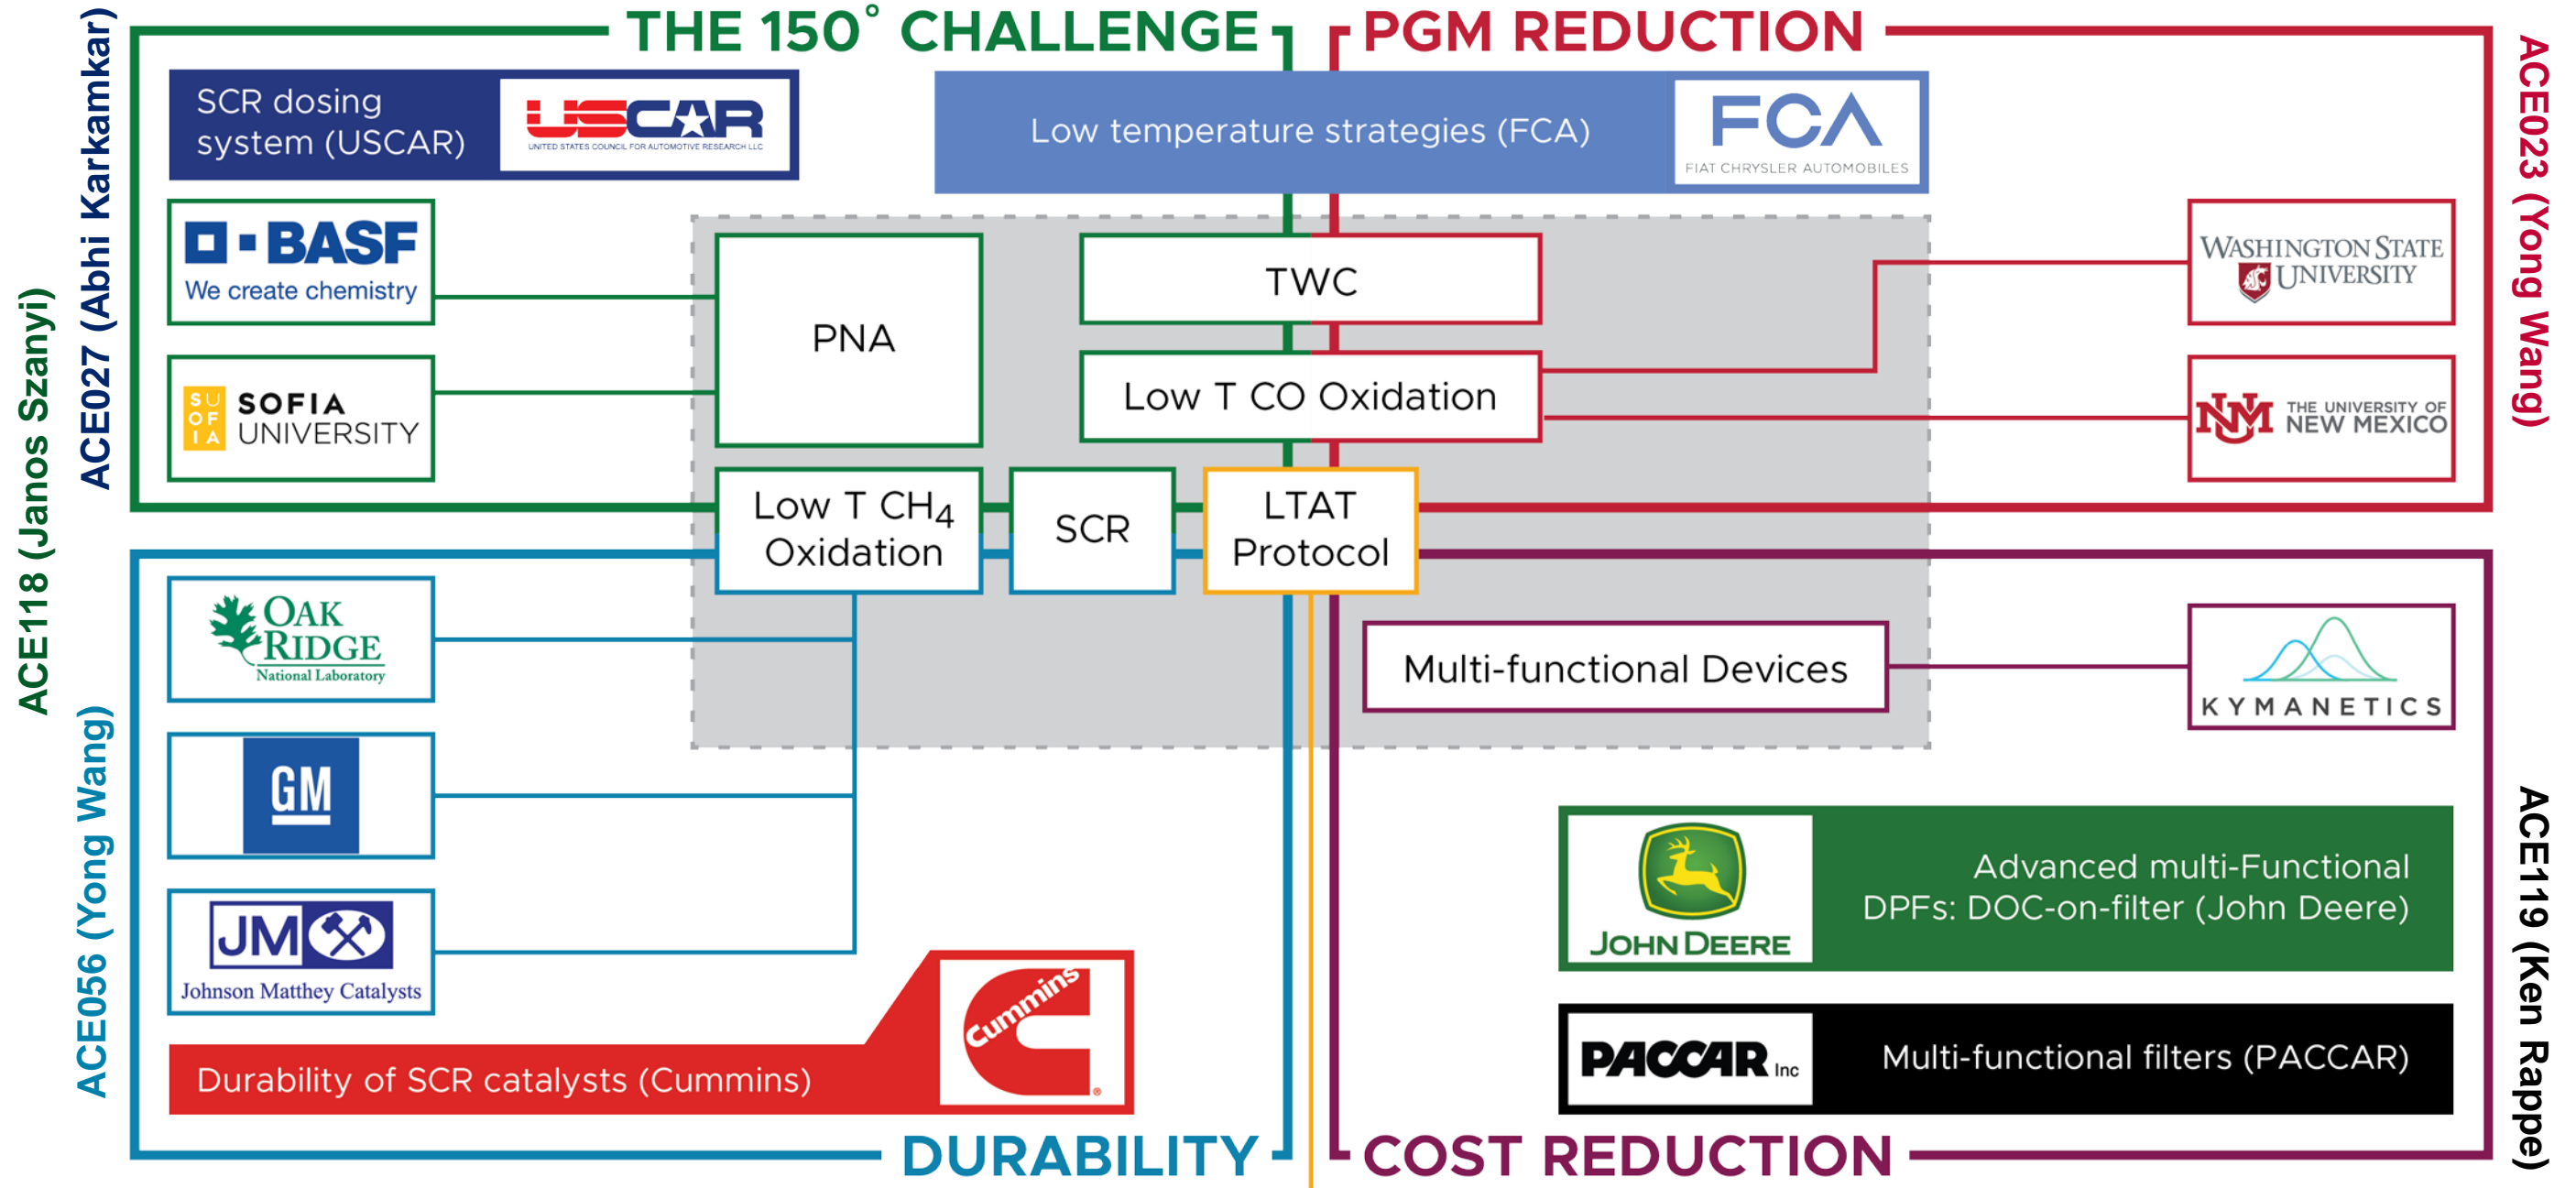 THE 150° CHALLENGE
PGM REDUCTION
ACE118 (Janos Szanyi)
ACE027 (Abhi Karkamkar)
ACE056 (Yong Wang)
SCR dosing
system (USCAR)
USCAR
UNITED STATES COUNCIL FOR AUTOMOTIVE RESEARCH LLC
Low temperature strategies (FCA)
FCA
FIAT CHRYSLER AUTOMOBILES
ACE023 (Yong Wang)
BASF
We create chemistry
SU
OF
IA
SOFIA
UNIVERSITY
PNA
TWC
Low T CO Oxidation
WASHINGTON STATE
UNIVERSITY
NM
THE UNIVERSITY OF
NEW MEXICO
Low T CH4
Oxidation
SCR
LTAT
Protocol
OAK
RIDGE
National Laboratory
GM
JM
Johnson Matthey Catalysts
Durability of SCR catalysts (Cummins)
Cummins
®
Multi-functional Devices
KYMANETICS
JOHN DEERE
Advanced multi-Functional
DPFs: DOC-on-filter (John Deere)
PACCAR Inc
Multi-functional filters (PACCAR)
ACE119 (Ken Rappe)
DURABILITY
COST REDUCTION